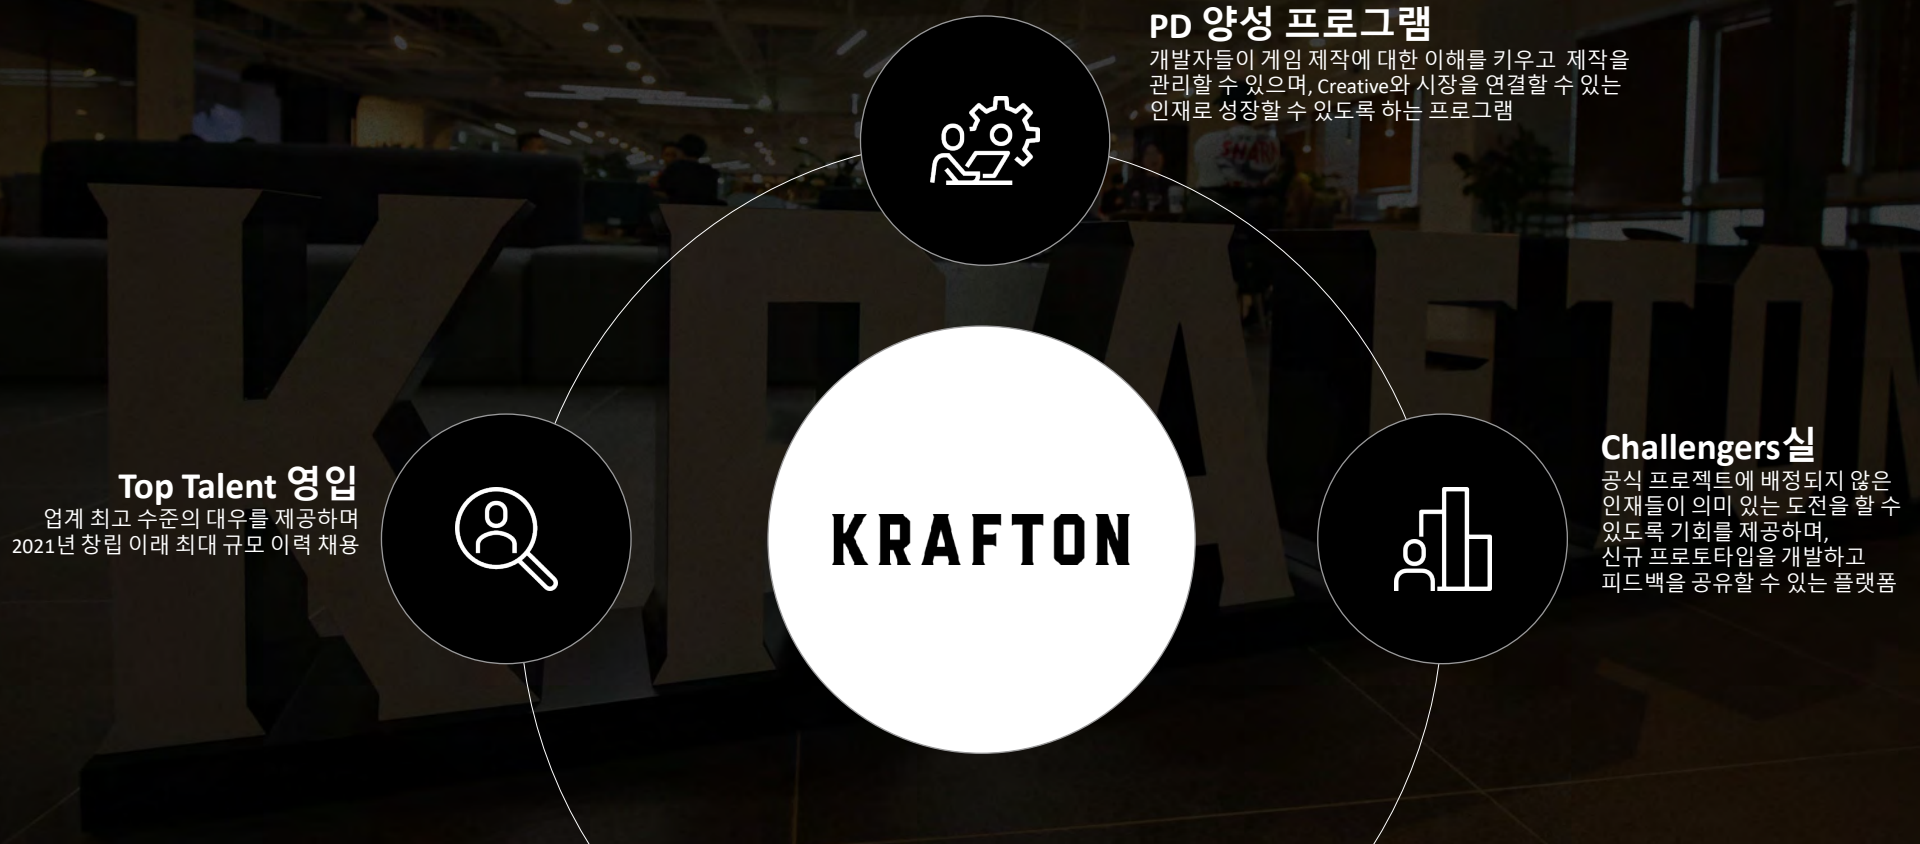 PD 양성 프로그램
개발자들이 게임 제작에 대한 이해를 키우고 제작을
관리할 수 있으며, Creative와 시장을 연결할 수 있는
인재로 성장할 수 있도록 하는 프로그램
Top Talent 영입
업계 최고 수준의 대우를 제공하며
2021년 창립 이래 최대 규모 이력 채용
KRAFTON
Challengers실
공식 프로젝트에 배정되지 않은
인재들이 의미 있는 도전을 할 수
있도록 기회를 제공하며,
신규 프로토타입을 개발하고
피드백을 공유할 수 있는 플랫폼
KRAFTON